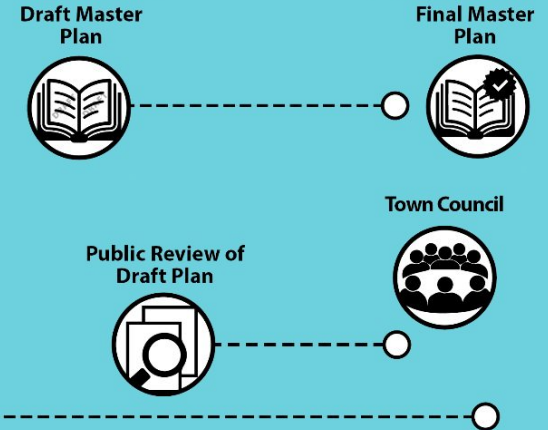 Draft Master
Plan
Final Master
Plan
Town Council
Public Review of
Draft Plan